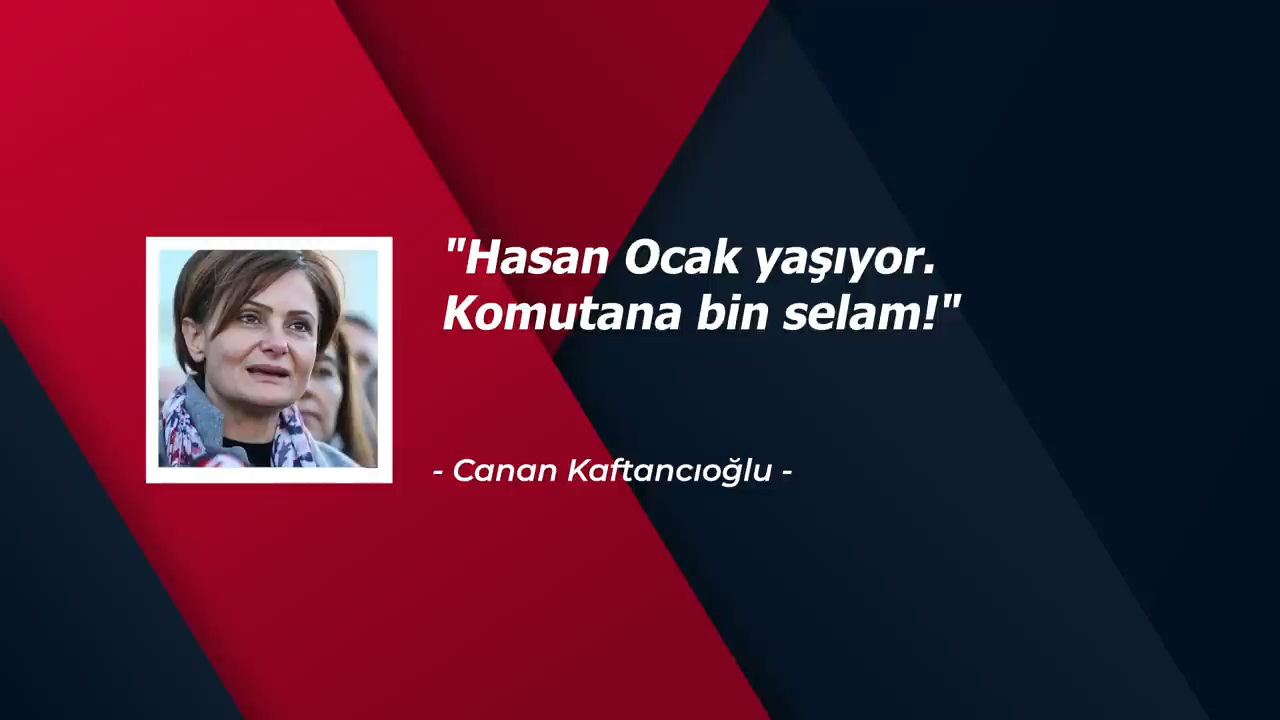 "Hasan Ocak yaşıyor.
Komutana bin selam!"
- Canan Kaftancıoğlu -